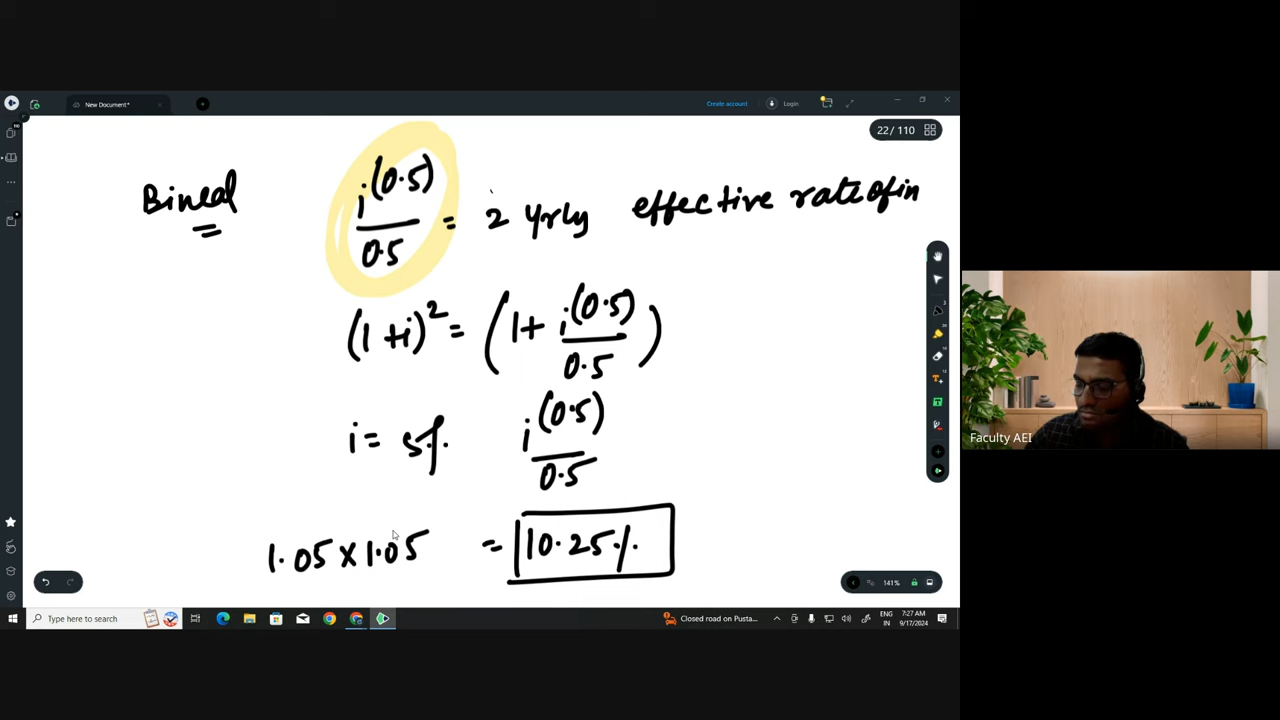 New Document*
Create account
Login
22/ 110
Bineal i^(0.5)/0.5 = 2 yrly effective rate of in
(1+i)^2 = (1+ i^(0.5)/0.5)
i = 5% i^(0.5)/0.5
1.05 x 1.05 = 10.25%
Faculty AEI
141%
Type here to search
Closed road on Pusta...
ENG
IN
7:27 AM
9/17/2024